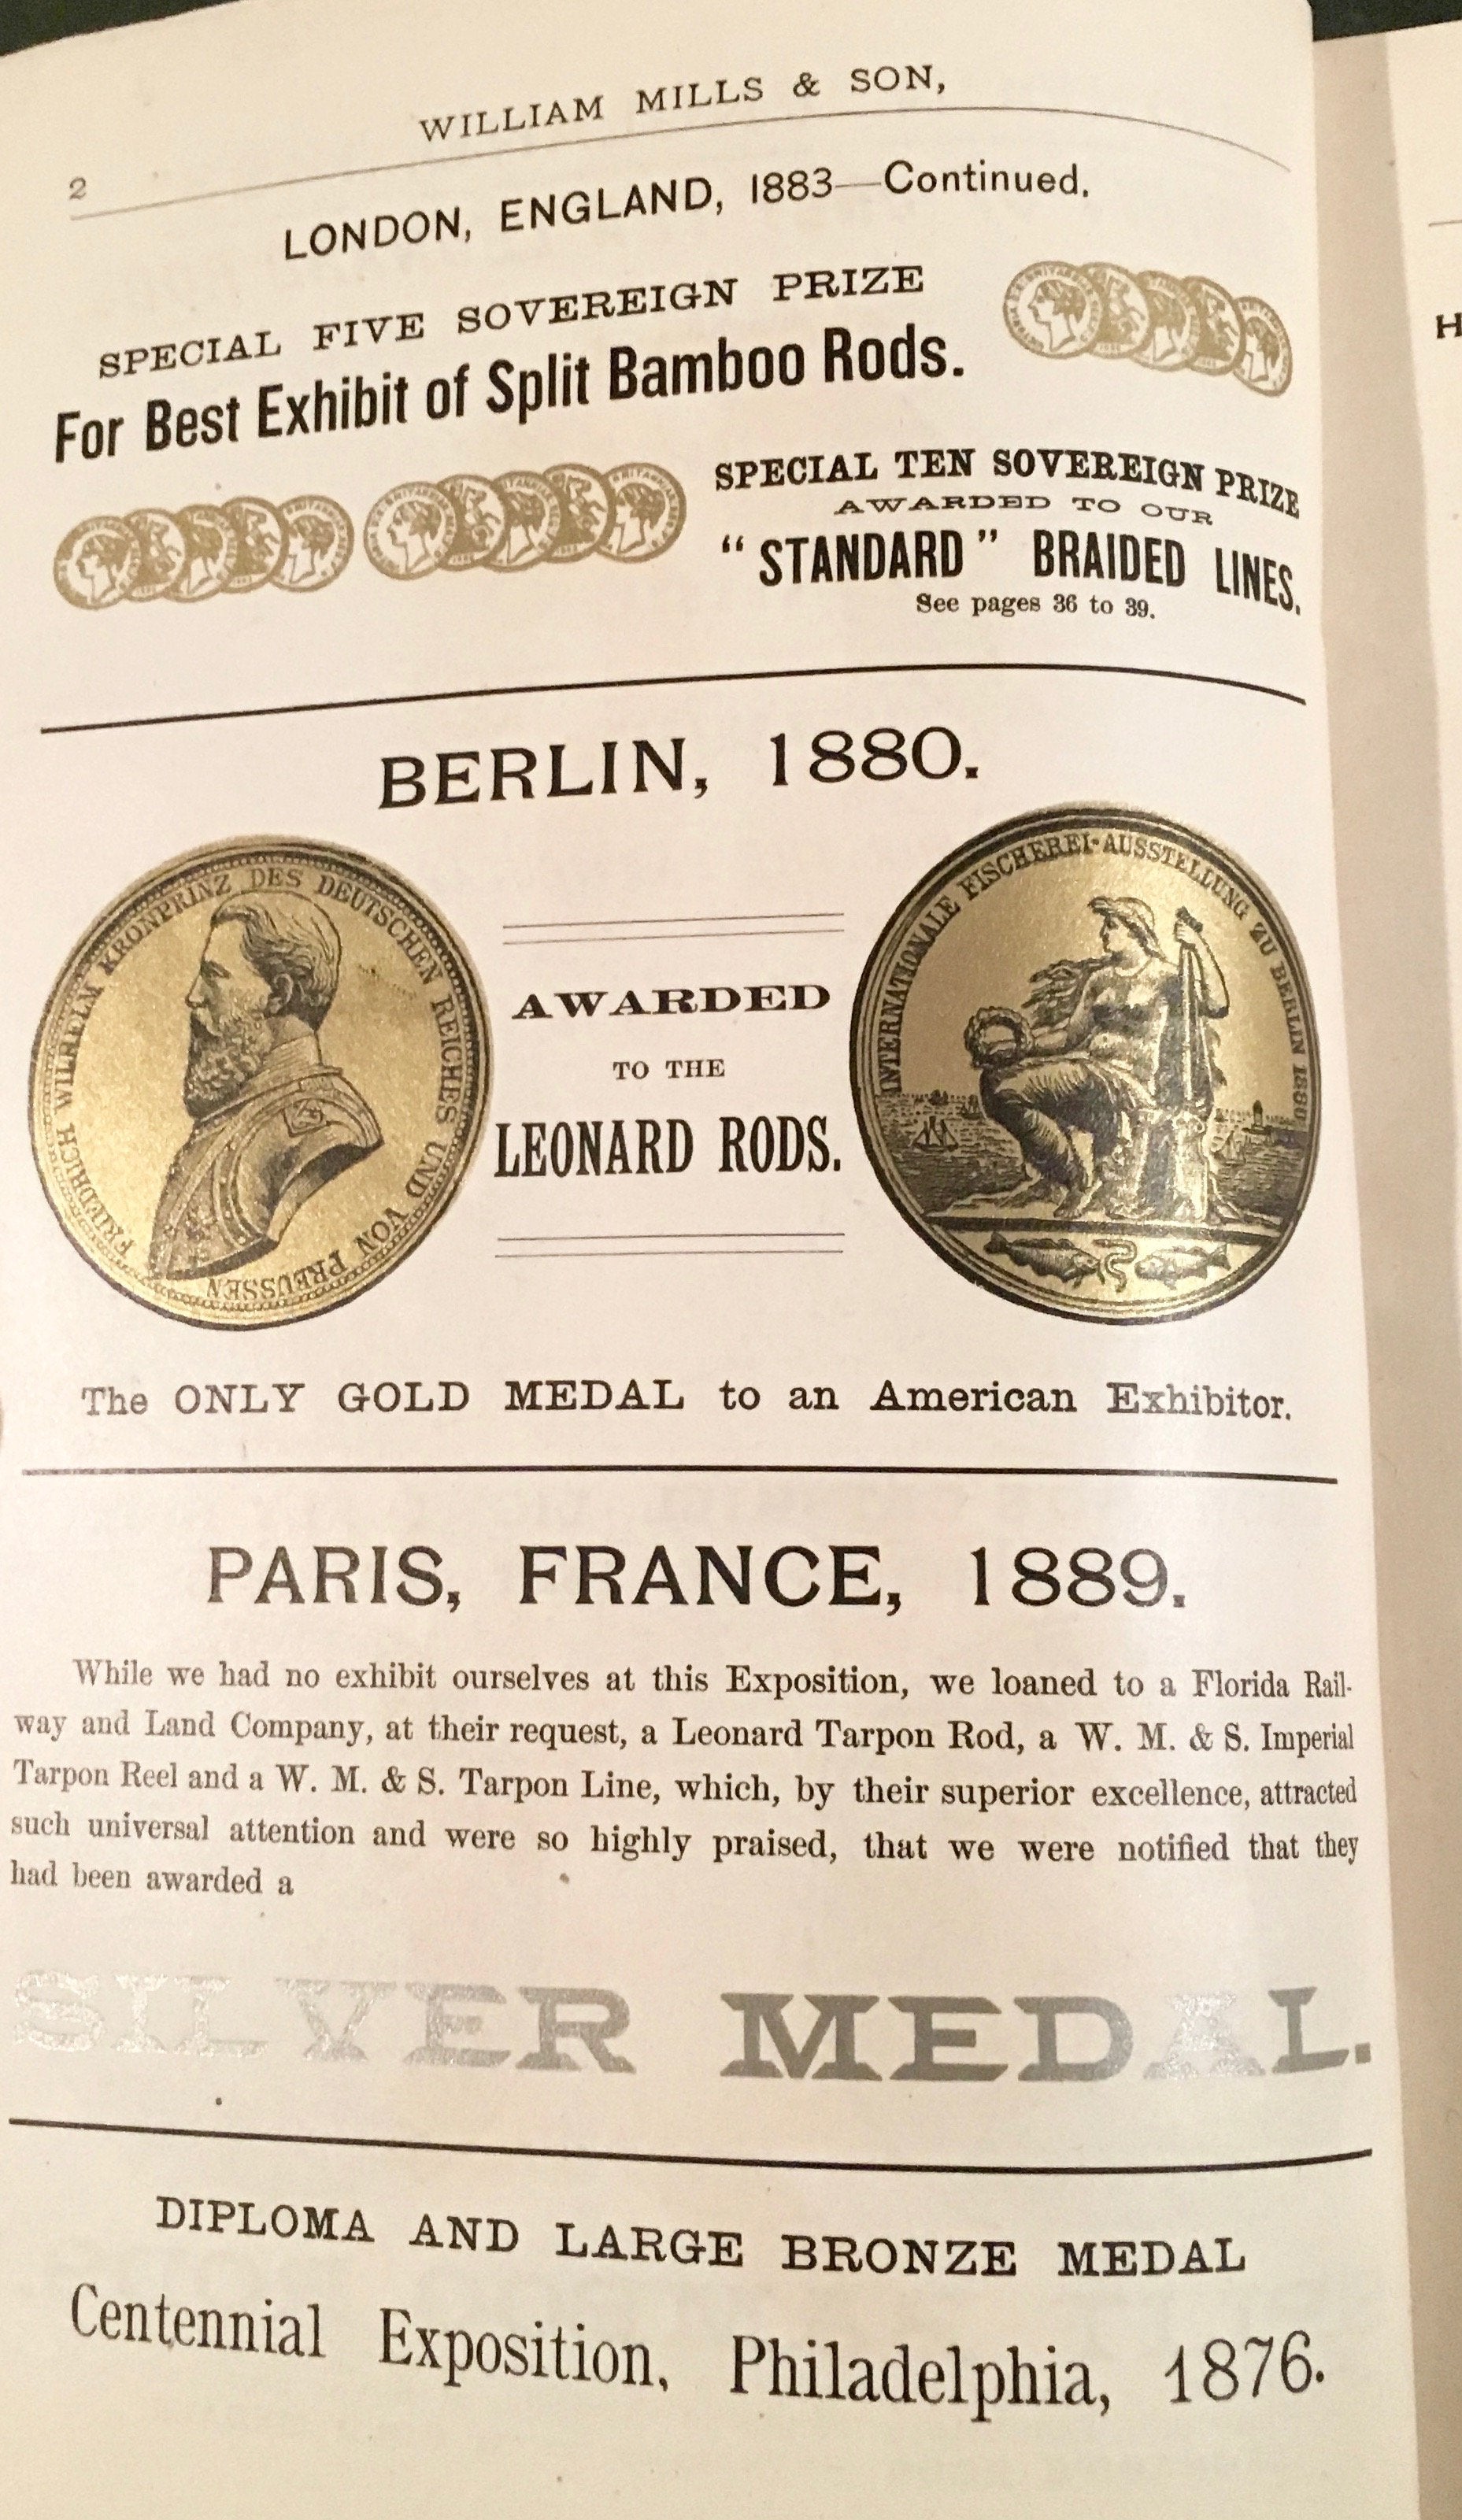 WILLIAM MILLS & SON,
2
LONDON, ENGLAND, 1883—Continued.
SPECIAL FIVE SOVEREIGN PRIZE
For Best Exhibit of Split Bamboo Rods.
SPECIAL TEN SOVEREIGN PRIZE
AWARDED TO OUR
"STANDARD" BRAIDED LINES.
See pages 36 to 39.
BERLIN, 1880.
FRIEDRICH WILHELM KRONPRINZ DES DEUTSCHEN REICHES UND VON PREUSSEN
AWARDED
TO THE
LEONARD RODS.
INTERNATIONALE FISCHEREI-AUSSTELLUNG ZU BERLIN 1880
The ONLY GOLD MEDAL to an American Exhibitor.
PARIS, FRANCE, 1889.
While we had no exhibit ourselves at this Exposition, we loaned to a Florida Rail-
way and Land Company, at their request, a Leonard Tarpon Rod, a W. M. & S. Imperial
Tarpon Reel and a W. M. & S. Tarpon Line, which, by their superior excellence, attracted
such universal attention and were so highly praised, that we were notified that they
had been awarded a
SILVER MEDAL.
DIPLOMA AND LARGE BRONZE MEDAL
Centennial Exposition, Philadelphia, 1876.
H